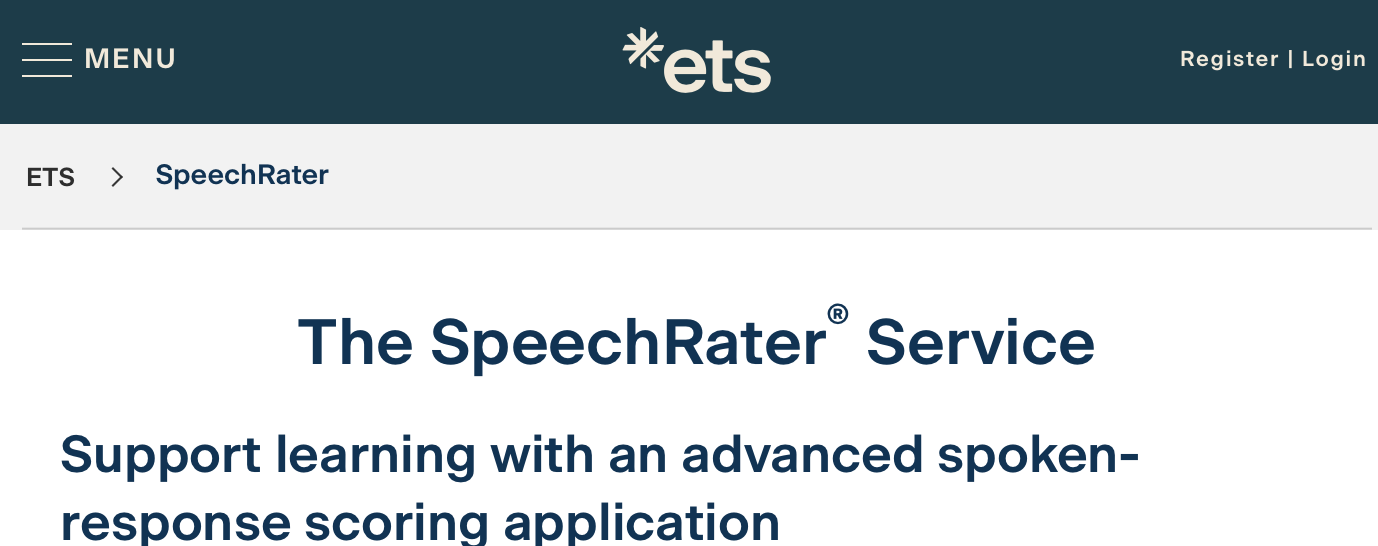 MENU
ets
Register | Login
ETS > SpeechRater
The SpeechRater® Service
Support learning with an advanced spoken-
response scoring application